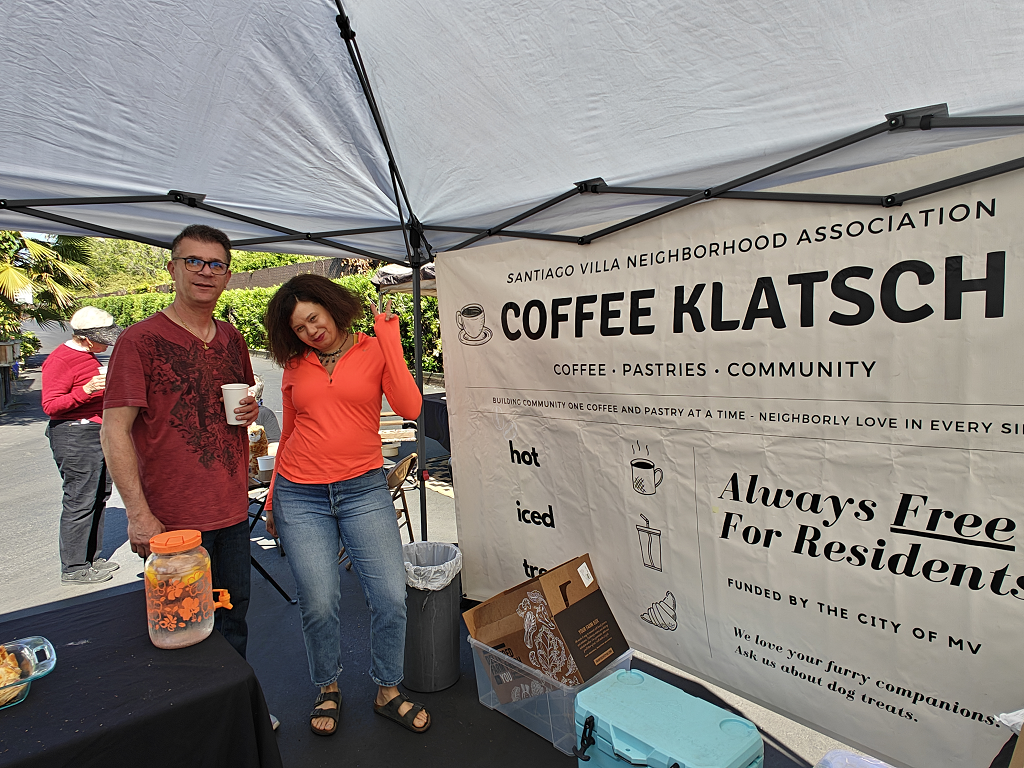 SANTIAGO VILLA NEIGHBORHOOD ASSOCIATION
COFFEE KLATSCH
COFFEE • PASTRIES • COMMUNITY
BUILDING COMMUNITY ONE COFFEE AND PASTRY AT A TIME - NEIGHBORLY LOVE IN EVERY
hot
iced
Always Free
For Residents
FUNDED BY THE CITY OF MV
We love your furry companions.
Ask us about dog treats.